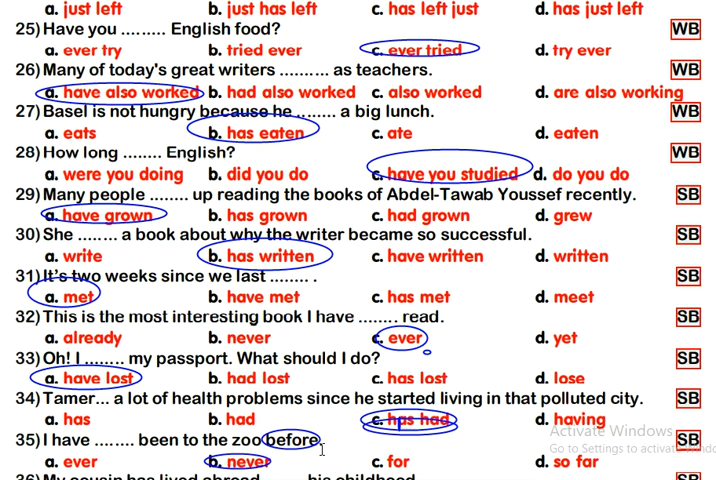 a. just left b. just has left c. has left just d. has just left
25) Have you ......... English food? WB
a. ever try b. tried ever c. ever tried d. try ever
26) Many of today's great writers .......... as teachers. WB
a. have also worked b. had also worked c. also worked d. are also working
27) Basel is not hungry because he ........ a big lunch. WB
a. eats b. has eaten c. ate d. eaten
28) How long ........ English? WB
a. were you doing b. did you do c. have you studied d. do you do
29) Many people ........ up reading the books of Abdel-Tawab Youssef recently. SB
a. have grown b. has grown c. had grown d. grew
30) She ........ a book about why the writer became so successful. SB
a. write b. has written c. have written d. written
31) It's two weeks since we last ........ . SB
a. met b. have met c. has met d. meet
32) This is the most interesting book I have ........ read. SB
a. already b. never c. ever d. yet
33) Oh! I ........ my passport. What should I do? SB
a. have lost b. had lost c. has lost d. lose
34) Tamer... a lot of health problems since he started living in that polluted city. SB
a. has b. had c. has had d. having
Activate Windows
35) I have ........ been to the zoo before. SB
Go to Settings to activate Windows.
a. ever b. never c. for d. so far
36) My cousin has lived abroad ........ his childhood. SB